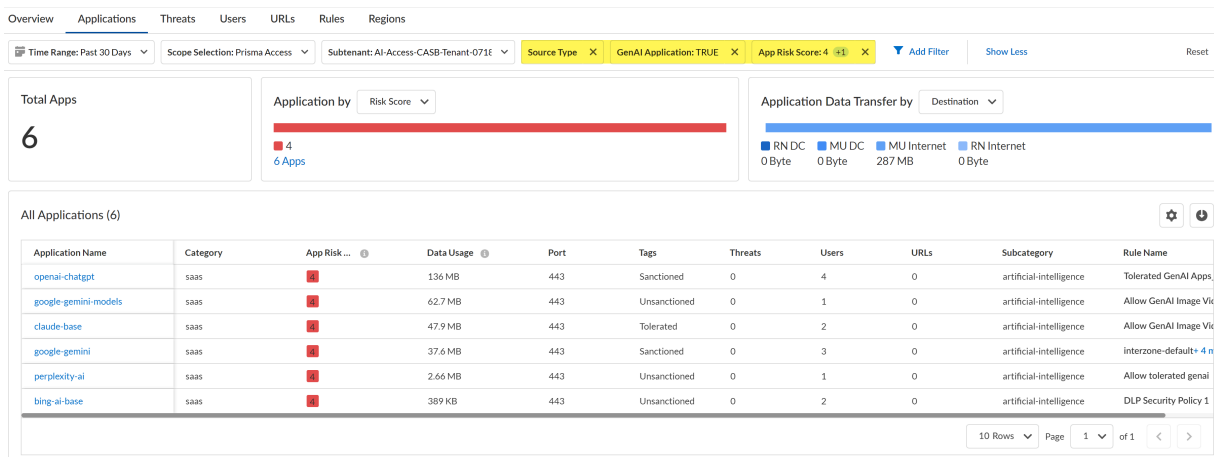 Overview Applications Threats Users URLs Rules Regions
Time Range: Past 30 Days Scope Selection: Prisma Access Subtenant: AI-Access-CASB-Tenant-071 Source Type GenAI Application: TRUE App Risk Score: 4 +1 Add Filter Show Less Reset
Total Apps
6
Application by Risk Score
4
6 Apps
Application Data Transfer by Destination
RN DC MU DC MU Internet RN Internet
0 Byte 0 Byte 287 MB 0 Byte
All Applications (6)
Application Name Category App Risk ... Data Usage Port Tags Threats Users URLs Subcategory Rule Name
openai-chatgpt saas 4 136 MB 443 Sanctioned 0 4 0 artificial-intelligence Tolerated GenAI Apps
google-gemini-models saas 4 62.7 MB 443 Unsanctioned 0 1 0 artificial-intelligence Allow GenAI Image Vi
claude-base saas 4 47.9 MB 443 Tolerated 0 2 0 artificial-intelligence Allow GenAI Image Vi
google-gemini saas 4 37.6 MB 443 Sanctioned 0 3 0 artificial-intelligence interzone-default+ 4 m
perplexity-ai saas 4 2.66 MB 443 Unsanctioned 0 1 0 artificial-intelligence Allow tolerated genai
bing-ai-base saas 4 389 KB 443 Unsanctioned 0 2 0 artificial-intelligence DLP Security Policy 1
10 Rows Page 1 of 1